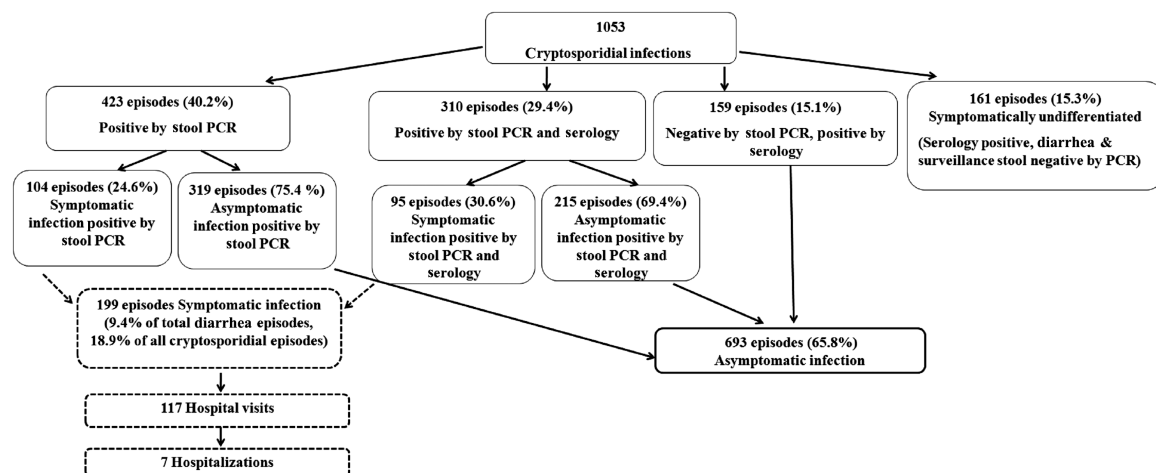 1053
Cryptosporidial infections
423 episodes (40.2%)
Positive by stool PCR
310 episodes (29.4%)
Positive by stool PCR and serology
159 episodes (15.1%)
Negative by stool PCR, positive by
serology
161 episodes (15.3%)
Symptomatically undifferentiated
(Serology positive, diarrhea &
surveillance stool negative by PCR)
104 episodes (24.6%)
Symptomatic
infection positive by
stool PCR
319 episodes (75.4 %)
Asymptomatic
infection positive by
stool PCR
95 episodes (30.6%)
Symptomatic
infection positive by
stool PCR and
serology
215 episodes (69.4%)
Asymptomatic
infection positive by
stool PCR and
serology
199 episodes Symptomatic infection
(9.4% of total diarrhea episodes,
18.9% of all cryptosporidial episodes)
693 episodes (65.8%)
Asymptomatic infection
117 Hospital visits
7 Hospitalizations